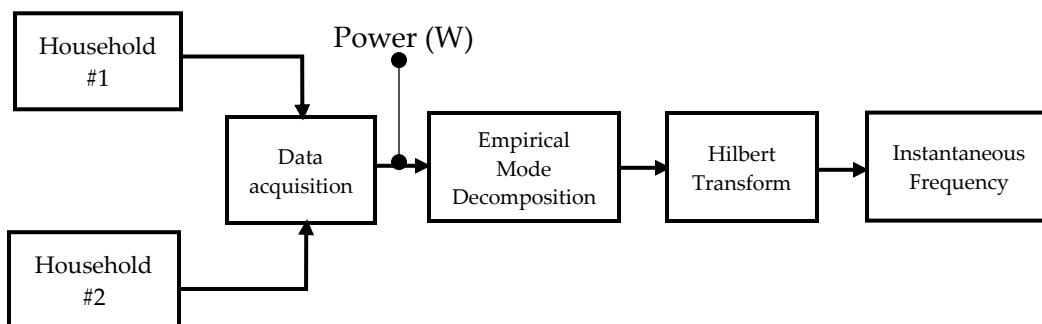 Household
#1
Power (W)
Data
acquisition
Empirical
Mode
Decomposition
Hilbert
Transform
Instantaneous
Frequency
Household
#2